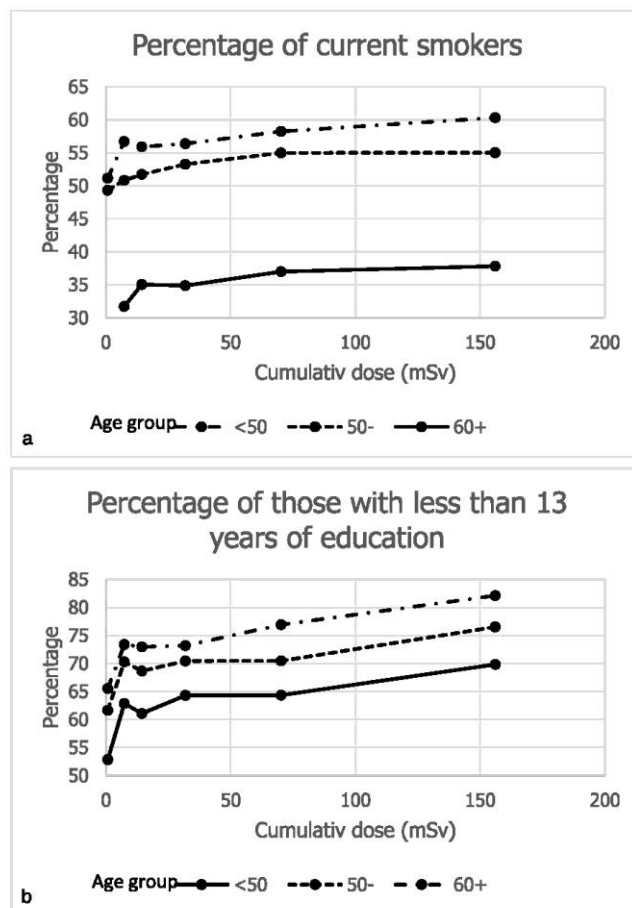 Percentage of current smokers
65
60
55
50
45
40
35
30
Percentage
0 50 100 150 200
Cumulativ dose (mSv)
Age group <50 50- 60+
a
Percentage of those with less than 13
years of education
85
80
75
70
65
60
55
50
Percentage
0 50 100 150 200
Cumulativ dose (mSv)
Age group <50 50- 60+
b